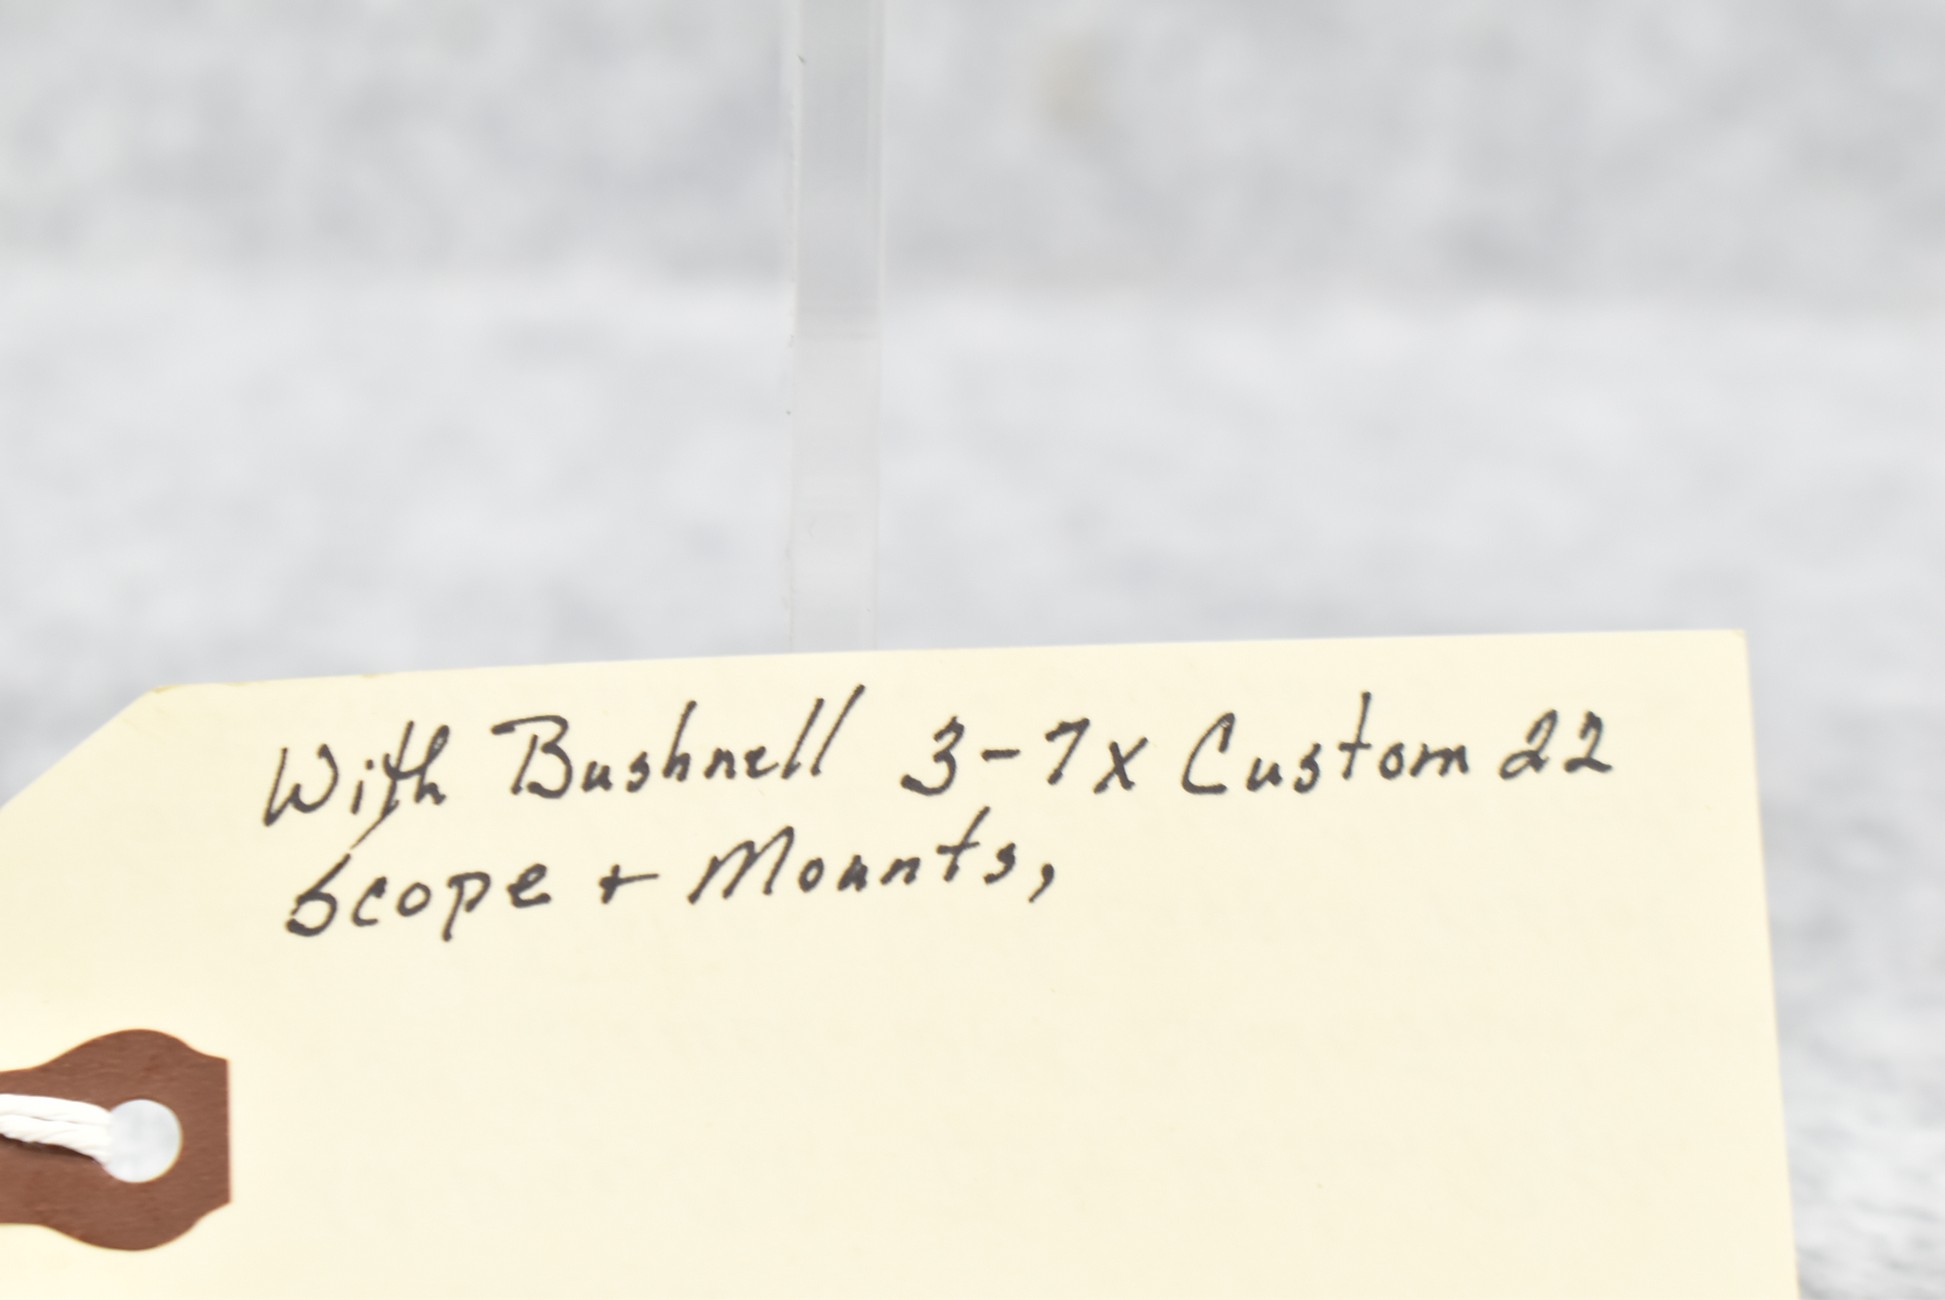 With Bushnell 3-7x Custom 22
Scope + Mounts,